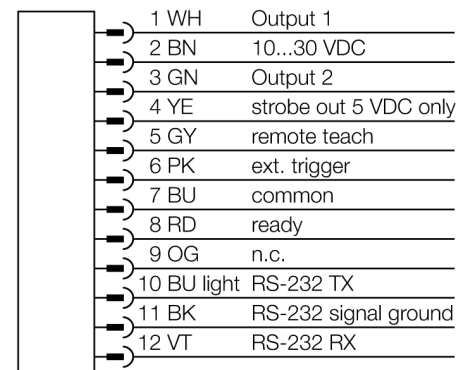 1 WH Output 1
2 BN 10...30 VDC
3 GN Output 2
4 YE strobe out 5 VDC only
5 GY remote teach
6 PK ext. trigger
7 BU common
8 RD ready
9 OG n.c.
10 BU light RS-232 TX
11 BK RS-232 signal ground
12 VT RS-232 RX